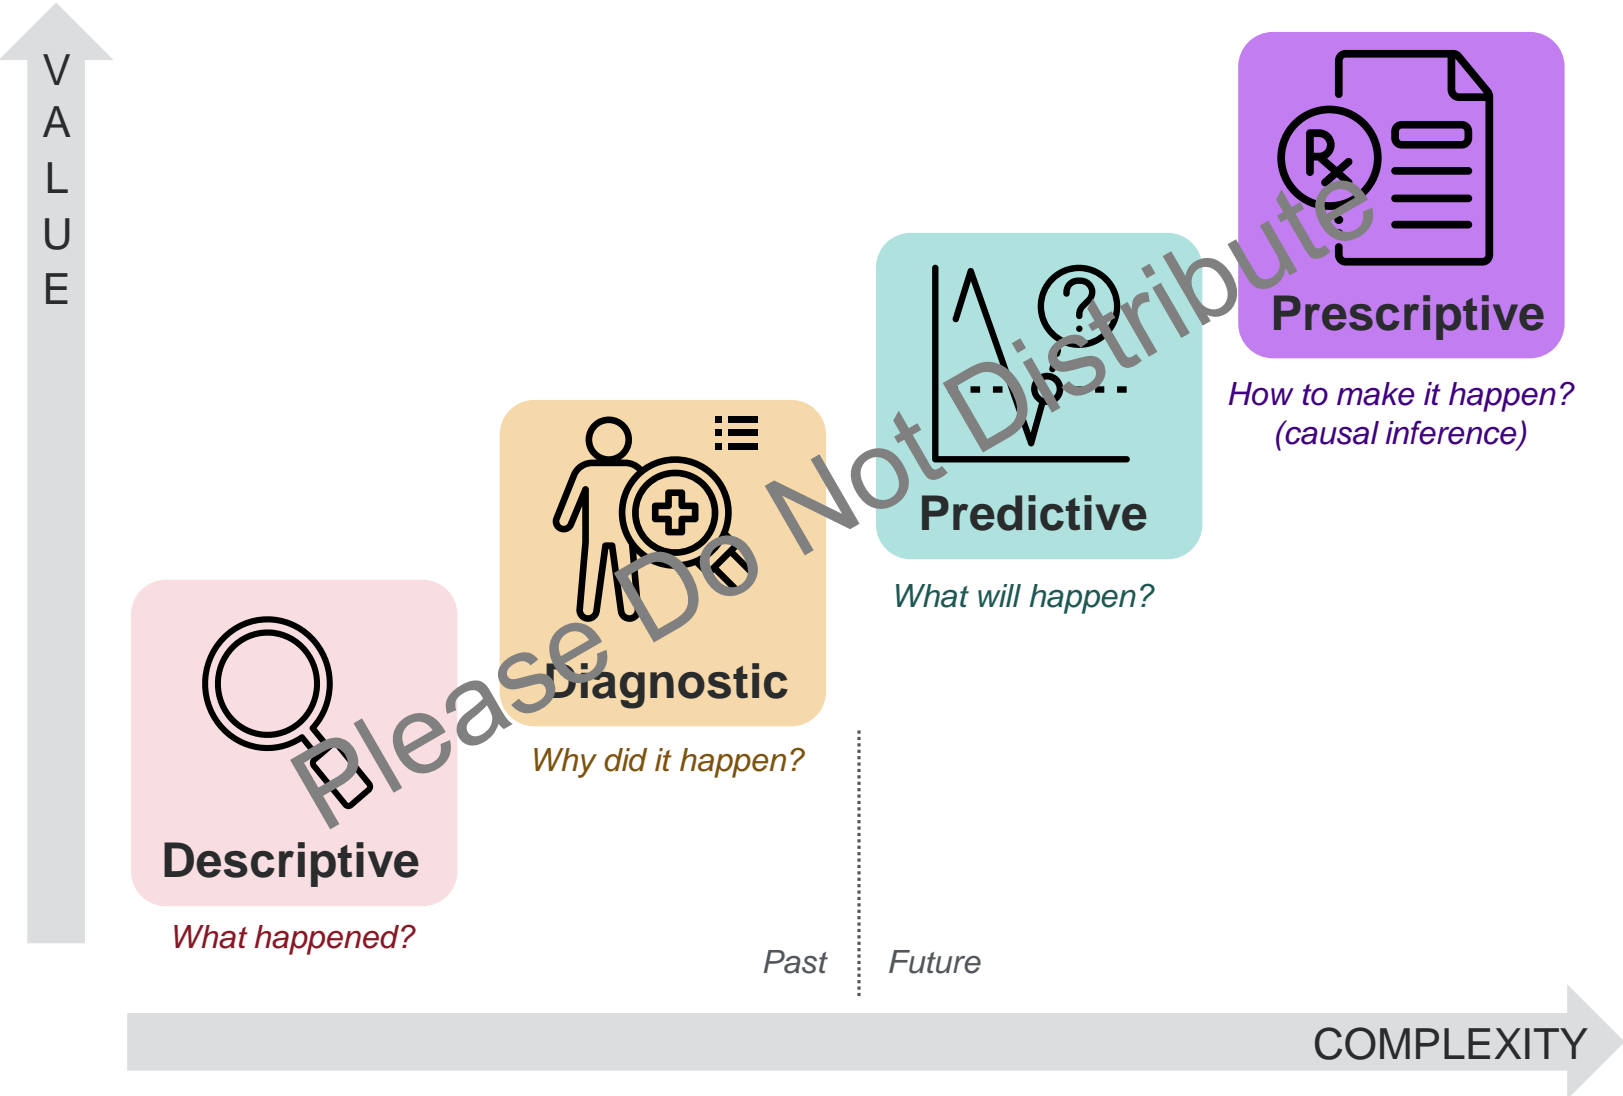 VALUE
Rx
Prescriptive
How to make it happen?
(causal inference)
?
Predictive
What will happen?
Diagnostic
Why did it happen?
Descriptive
What happened?
Past
Future
COMPLEXITY
Please Do Not Distribute